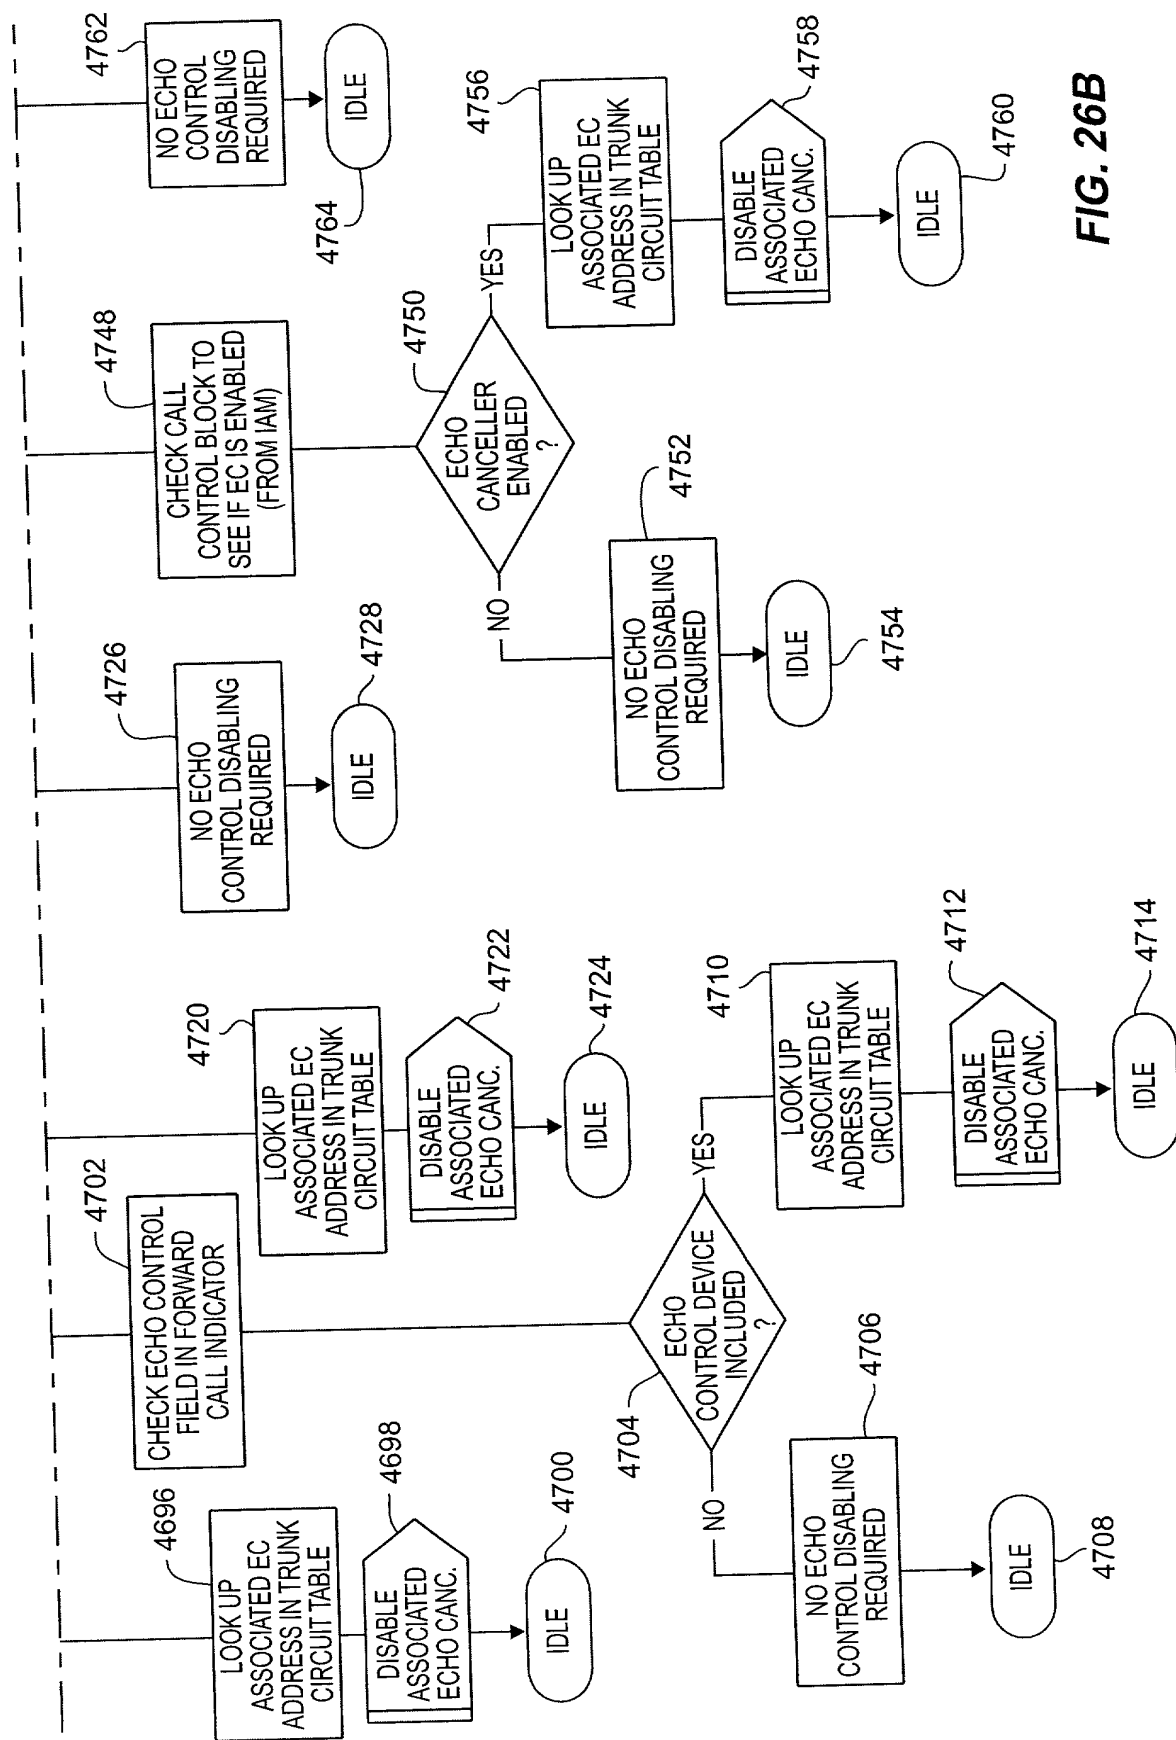 4696
LOOK UP
ASSOCIATED EC
ADDRESS IN TRUNK
CIRCUIT TABLE
4698
DISABLE
ASSOCIATED
ECHO CANC.
4700
IDLE
4702
CHECK ECHO CONTROL
FIELD IN FORWARD
CALL INDICATOR
4704
ECHO
CONTROL DEVICE
INCLUDED
?
NO
YES
4706
NO ECHO
CONTROL DISABLING
REQUIRED
IDLE
4708
4710
LOOK UP
ASSOCIATED EC
ADDRESS IN TRUNK
CIRCUIT TABLE
4712
DISABLE
ASSOCIATED
ECHO CANC.
4714
IDLE
4720
LOOK UP
ASSOCIATED EC
ADDRESS IN TRUNK
CIRCUIT TABLE
4722
DISABLE
ASSOCIATED
ECHO CANC.
4724
IDLE
4726
NO ECHO
CONTROL DISABLING
REQUIRED
4728
IDLE
4748
CHECK CALL
CONTROL BLOCK TO
SEE IF EC IS ENABLED
(FROM IAM)
4750
ECHO
CANCELLER
ENABLED
?
NO
YES
4752
NO ECHO
CONTROL DISABLING
REQUIRED
IDLE
4754
4756
LOOK UP
ASSOCIATED EC
ADDRESS IN TRUNK
CIRCUIT TABLE
4758
DISABLE
ASSOCIATED
ECHO CANC.
4760
IDLE
4762
NO ECHO
CONTROL
DISABLING
REQUIRED
IDLE
4764
FIG. 26B